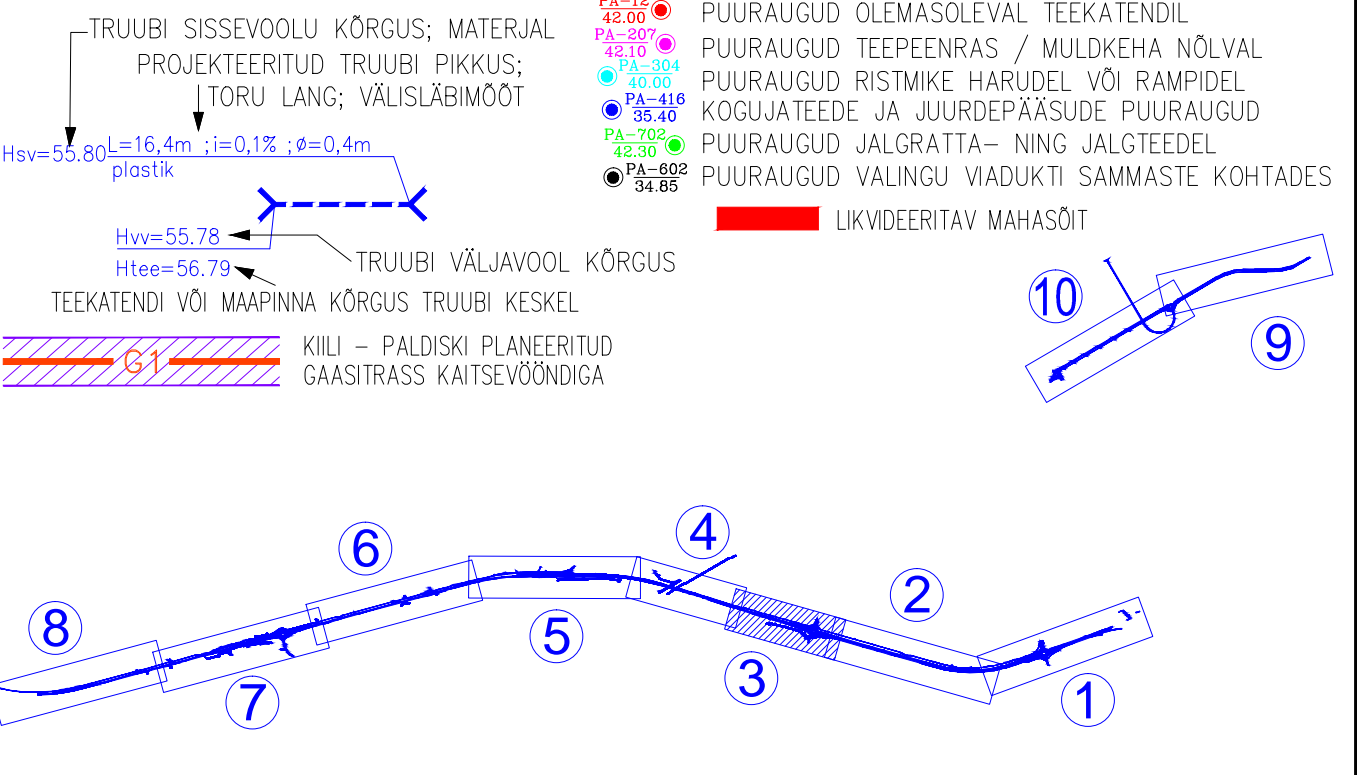 TRUUBI SISSEVOOLU KÕRGUS; MATERJAL
PROJEKTEERITUD TRUUBI PIKKUS;
TORU LANG; VÄLISLÄBIMÕÕT
Hsv=55.80
L=16,4m ;i=0,1% ;ø=0,4m
plastik
Hvv=55.78
Htee=56.79
TRUUBI VÄLJAVOOL KÕRGUS
TEEKATENDI VÕI MAAPINNA KÕRGUS TRUUBI KESKEL
G1
KIILI – PALDISKI PLANEERITUD
GAASITRASS KAITSEVÖÖNDIGA
PA-12
42.00
PUURAUGUD OLEMASOLEVAL TEEKATENDIL
PA-207
42.10
PUURAUGUD TEEPEENRAS / MULDKEHA NÕLVAL
PA-304
40.00
PUURAUGUD RISTMIKE HARUDEL VÕI RAMPIDEL
PA-416
35.40
KOGUJATEEDE JA JUURDEPÄÄSUDE PUURAUGUD
PA-702
42.30
PUURAUGUD JALGRATTA– NING JALGTEEDEL
PA-602
34.85
PUURAUGUD VALINGU VIADUKTI SAMMASTE KOHTADES
LIKVIDEERITAV MAHASÕIT
10
9
8
7
6
5
4
3
2
1